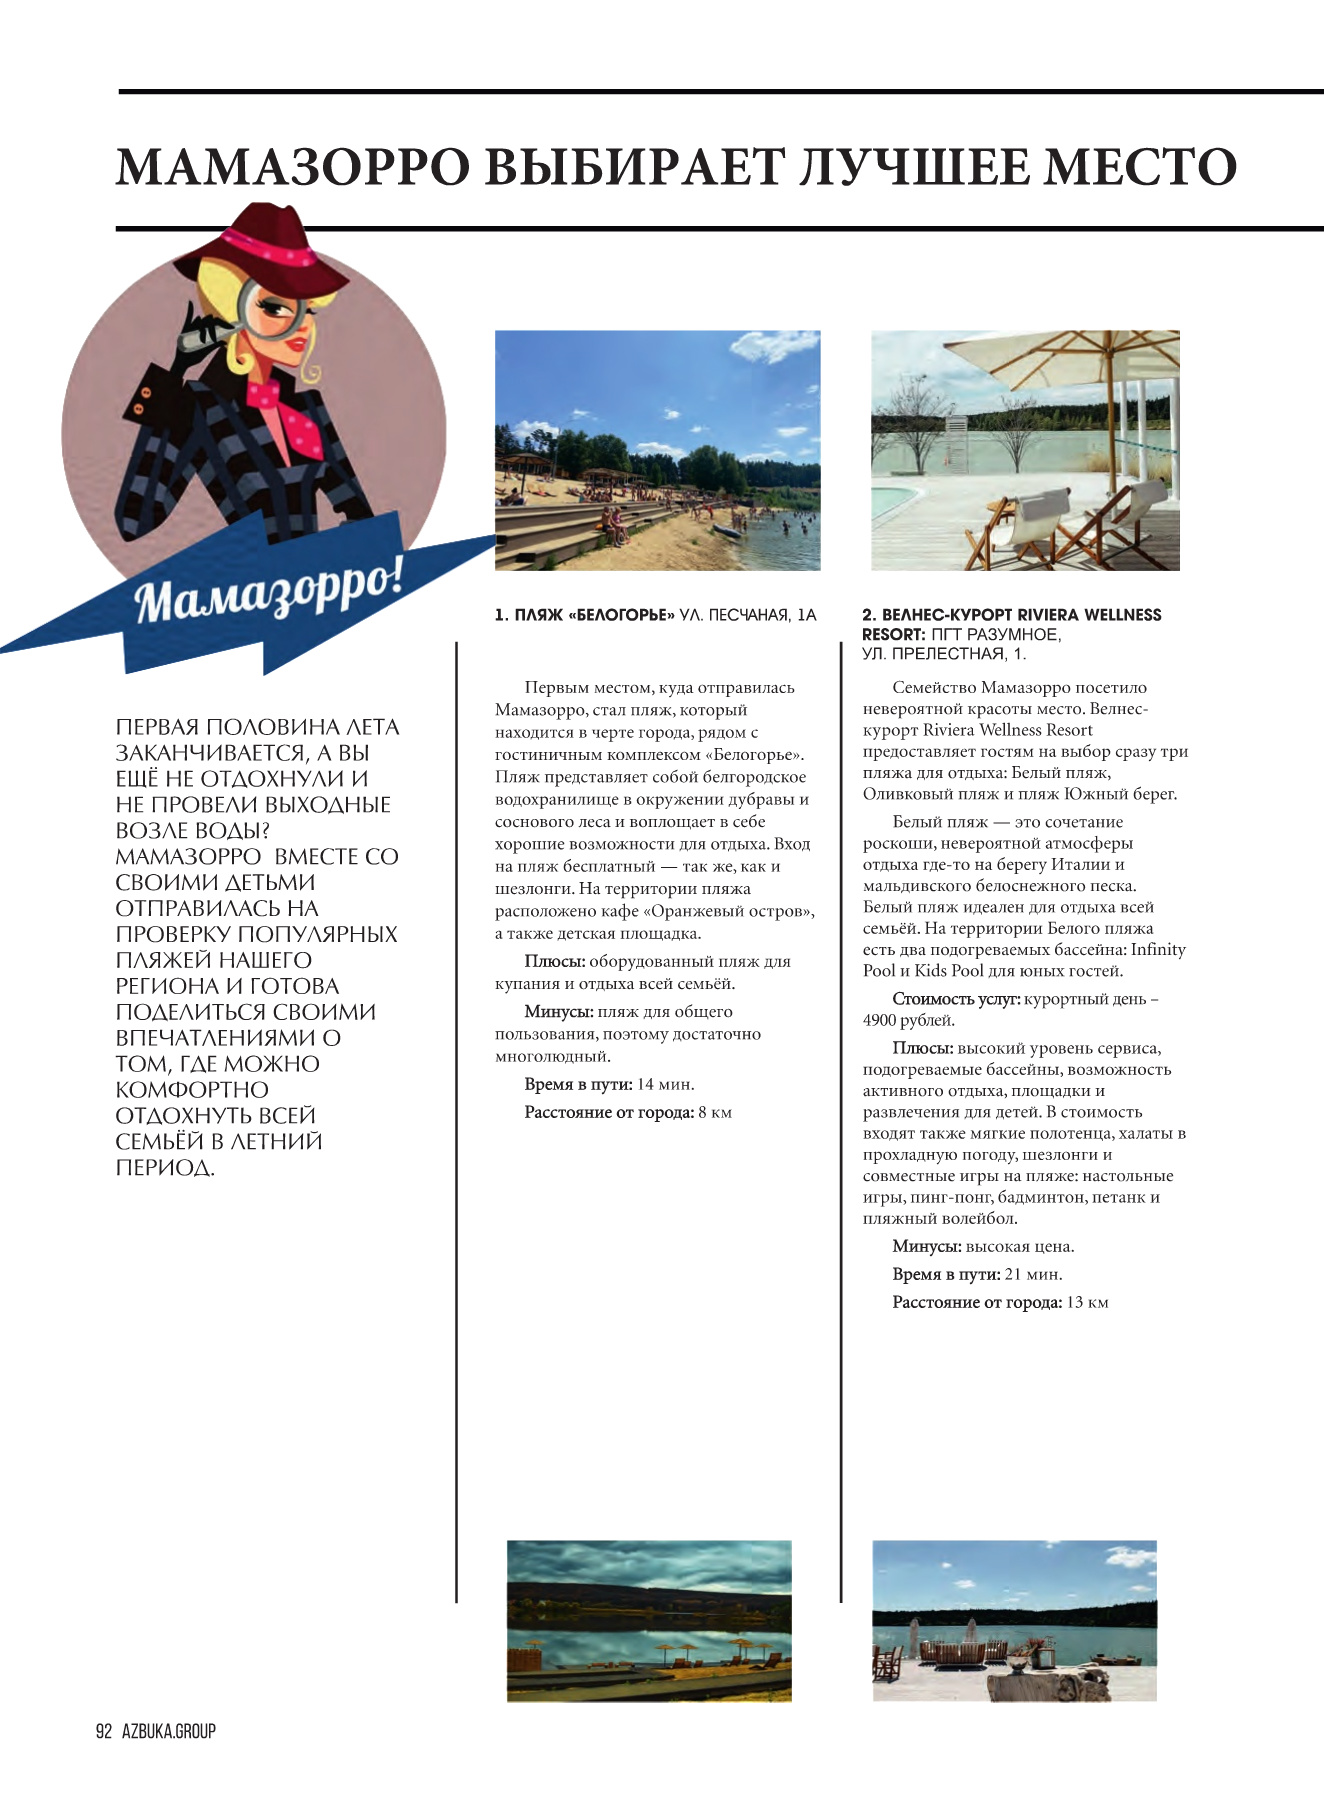 МАМАЗОРРО ВЫБИРАЕТ ЛУЧШЕЕ МЕСТО
Мамазорро!
ПЕРВАЯ ПОЛОВИНА ЛЕТА
ЗАКАНЧИВАЕТСЯ, А ВЫ
ЕЩЁ НЕ ОТДОХНУЛИ И
НЕ ПРОВЕЛИ ВЫХОДНЫЕ
ВОЗЛЕ ВОДЫ?
МАМАЗОРРО ВМЕСТЕ СО
СВОИМИ ДЕТЬМИ
ОТПРАВИЛАСЬ НА
ПРОВЕРКУ ПОПУЛЯРНЫХ
ПЛЯЖЕЙ НАШЕГО
РЕГИОНА И ГОТОВА
ПОДЕЛИТЬСЯ СВОИМИ
ВПЕЧАТЛЕНИЯМИ О
ТОМ, ГДЕ МОЖНО
КОМФОРТНО
ОТДОХНУТЬ ВСЕЙ
СЕМЬЁЙ В ЛЕТНИЙ
ПЕРИОД.
1. ПЛЯЖ «БЕЛОГОРЬЕ» УЛ. ПЕСЧАНАЯ, 1А
Первым местом, куда отправилась
Мамазорро, стал пляж, который
находится в черте города, рядом с
гостиничным комплексом «Белогорье».
Пляж представляет собой белгородское
водохранилище в окружении дубравы и
соснового леса и воплощает в себе
хорошие возможности для отдыха. Вход
на пляж бесплатный — так же, как и
шезлонги. На территории пляжа
расположено кафе «Оранжевый остров»,
а также детская площадка.
Плюсы: оборудованный пляж для
купания и отдыха всей семьёй.
Минусы: пляж для общего
пользования, поэтому достаточно
многолюдный.
Время в пути: 14 мин.
Расстояние от города: 8 км
2. ВЕЛНЕС-КУРОРТ RIVIERA WELLNESS
RESORT: ПГТ РАЗУМНОЕ,
УЛ. ПРЕЛЕСТНАЯ, 1.
Семейство Мамазорро посетило
невероятной красоты место. Велнес-
курорт Riviera Wellness Resort
предоставляет гостям на выбор сразу три
пляжа для отдыха: Белый пляж,
Оливковый пляж и пляж Южный берег.
Белый пляж — это сочетание
роскоши, невероятной атмосферы
отдыха где-то на берегу Италии и
мальдивского белоснежного песка.
Белый пляж идеален для отдыха всей
семьёй. На территории Белого пляжа
есть два подогреваемых бассейна: Infinity
Pool и Kids Pool для юных гостей.
Стоимость услуг: курортный день –
4900 рублей.
Плюсы: высокий уровень сервиса,
подогреваемые бассейны, возможность
активного отдыха, площадки и
развлечения для детей. В стоимость
входят также мягкие полотенца, халаты в
прохладную погоду, шезлонги и
совместные игры на пляже: настольные
игры, пинг-понг, бадминтон, петанк и
пляжный волейбол.
Минусы: высокая цена.
Время в пути: 21 мин.
Расстояние от города: 13 км
92 AZBUKA.GROUP